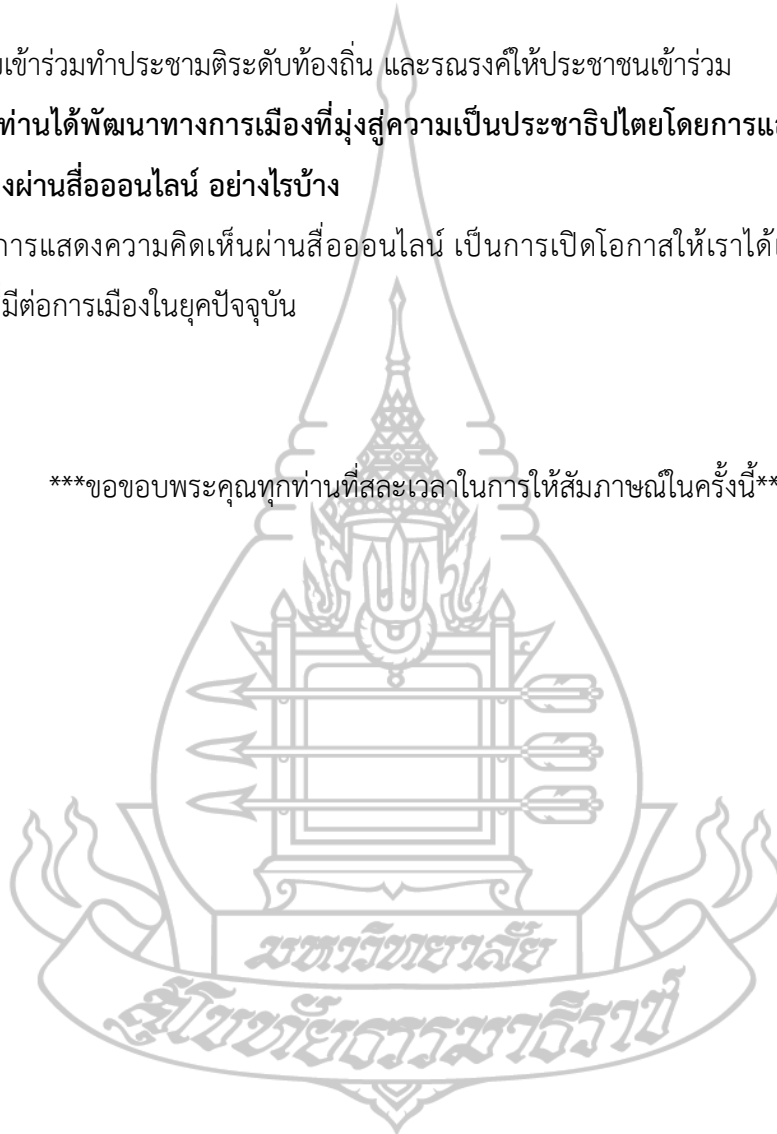 ยเข้าร่วมทำประชามติระดับท้องถิ่น และรณรงค์ให้ประชาชนเข้าร่วม
ท่านได้พัฒนาทางการเมืองที่มุ่งสู่ความเป็นประชาธิปไตยโดยการแส
งผ่านสื่อออนไลน์ อย่างไรบ้าง
การแสดงความคิดเห็นผ่านสื่อออนไลน์ เป็นการเปิดโอกาสให้เราได้แ
มีต่อการเมืองในยุคปัจจุบัน
***ขอขอบพระคุณทุกท่านที่สละเวลาในการให้สัมภาษณ์ในครั้งนี้**
มหาวิทยาลัย
สุโขทัยธรรมาธิราช